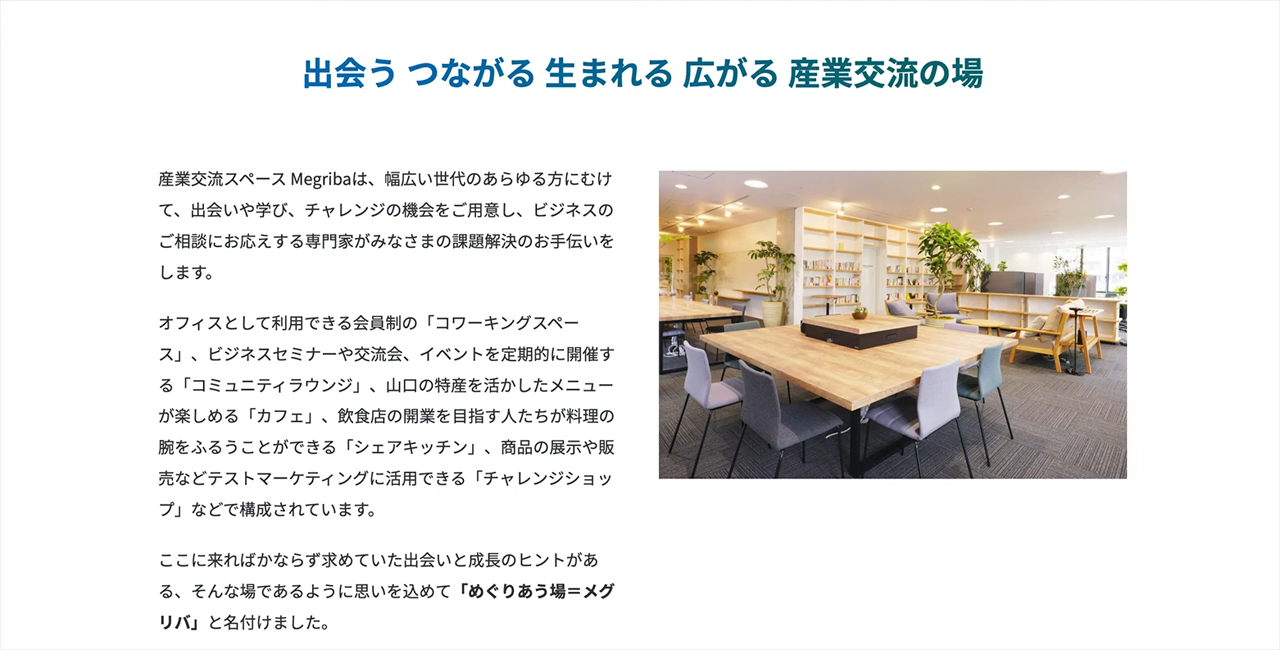 出会う つながる 生まれる 広がる 産業交流の場
産業交流スペース Megribaは、幅広い世代のあらゆる方にむけ
て、出会いや学び、チャレンジの機会をご用意し、ビジネスの
ご相談にお応えする専門家がみなさまの課題解決のお手伝いを
します。
オフィスとして利用できる会員制の「コワーキングスペー
ス」、ビジネスセミナーや交流会、イベントを定期的に開催す
る「コミュニティラウンジ」、山口の特産を活かしたメニュー
が楽しめる「カフェ」、飲食店の開業を目指す人たちが料理の
腕をふるうことができる「シェアキッチン」、商品の展示や販
売などテストマーケティングに活用できる「チャレンジショッ
プ」などで構成されています。
ここに来ればかならず求めていた出会いと成長のヒントがあ
る、そんな場であるように思いを込めて「めぐりあう場＝メグ
リバ」と名付けました。